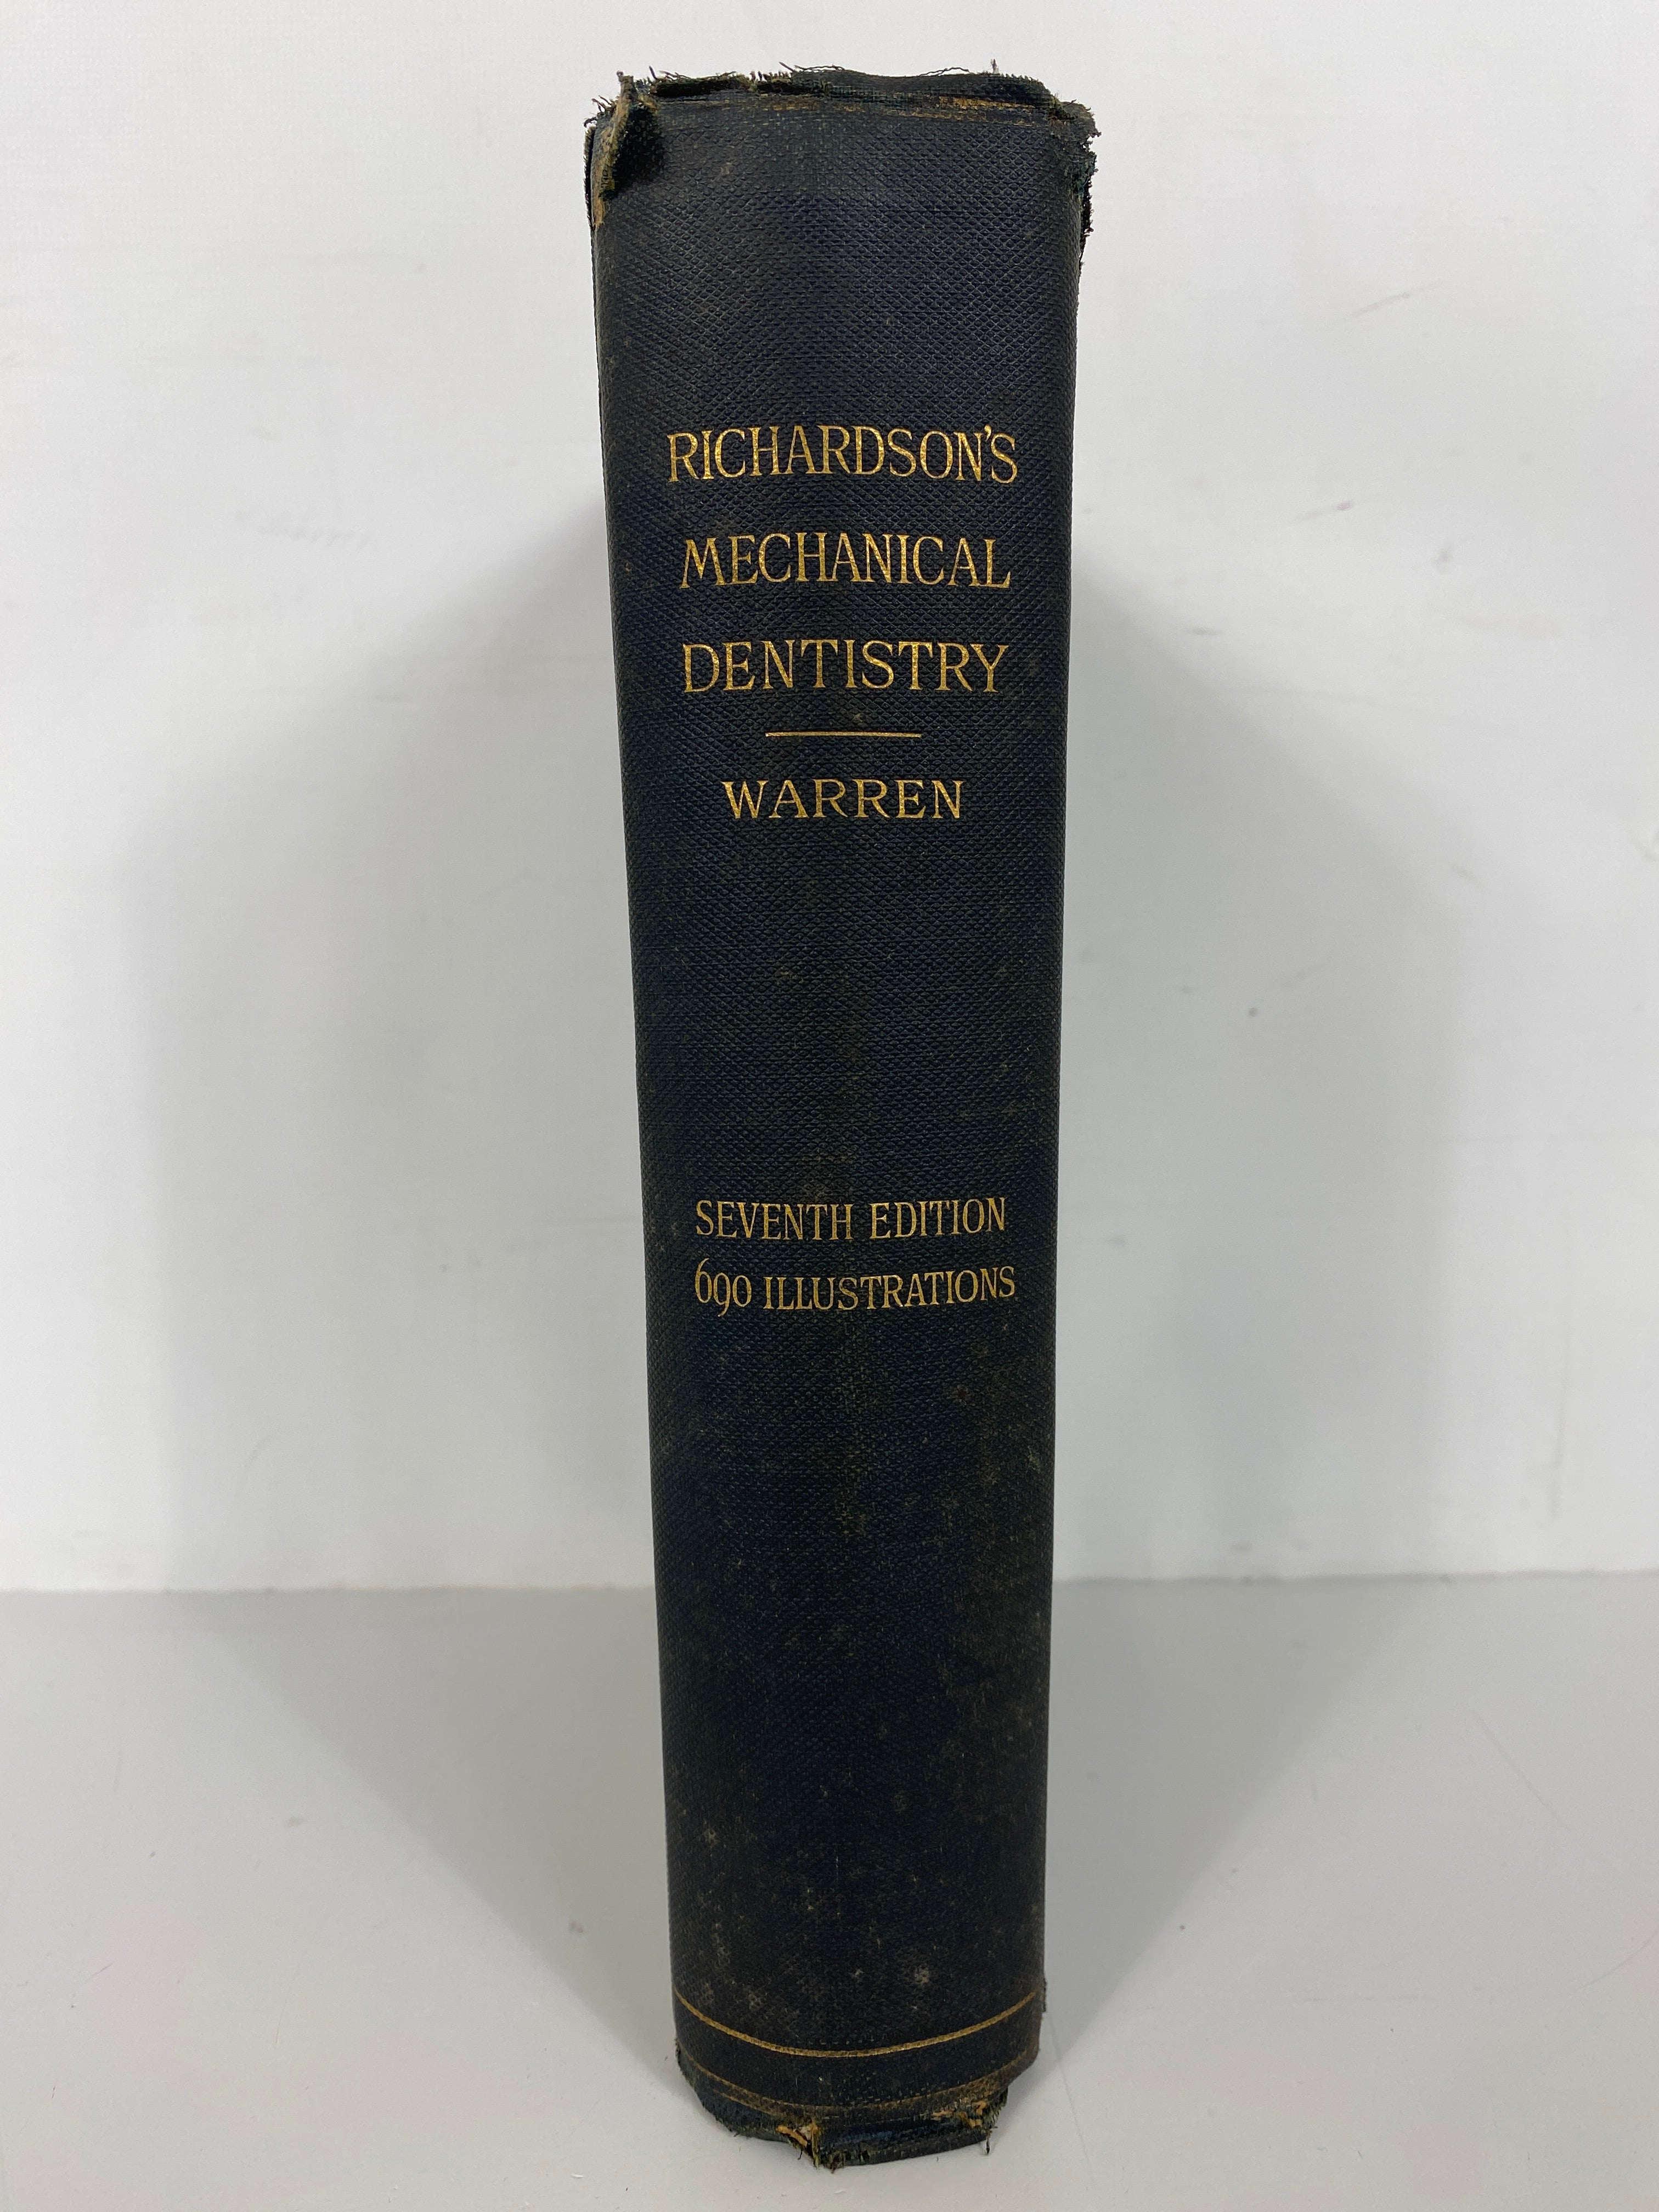 RICHARDSON'S
MECHANICAL
DENTISTRY
WARREN
SEVENTH EDITION
690 ILLUSTRATIONS